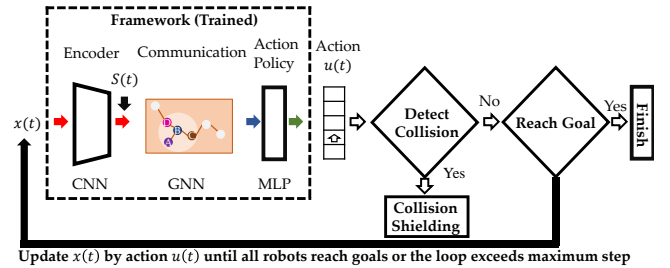 Framework (Trained)
Encoder
Communication
Action
Policy
Action
u(t)
S(t)
x(t)
D
B
C
A
CNN
GNN
MLP
Detect
Collision
No
Reach Goal
Yes
Finish
Yes
Collision
Shielding
Update x(t) by action u(t) until all robots reach goals or the loop exceeds maximum step